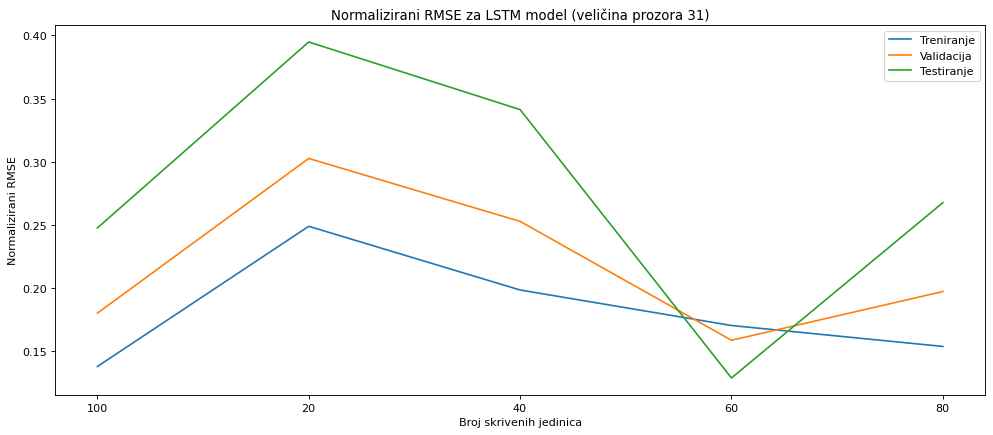 Normalizirani RMSE za LSTM model (veličina prozora 31)
Treniranje
Validacija
Testiranje
Normalizirani RMSE
0.40
0.35
0.30
0.25
0.20
0.15
100 20 40 60 80
Broj skrivenih jedinica